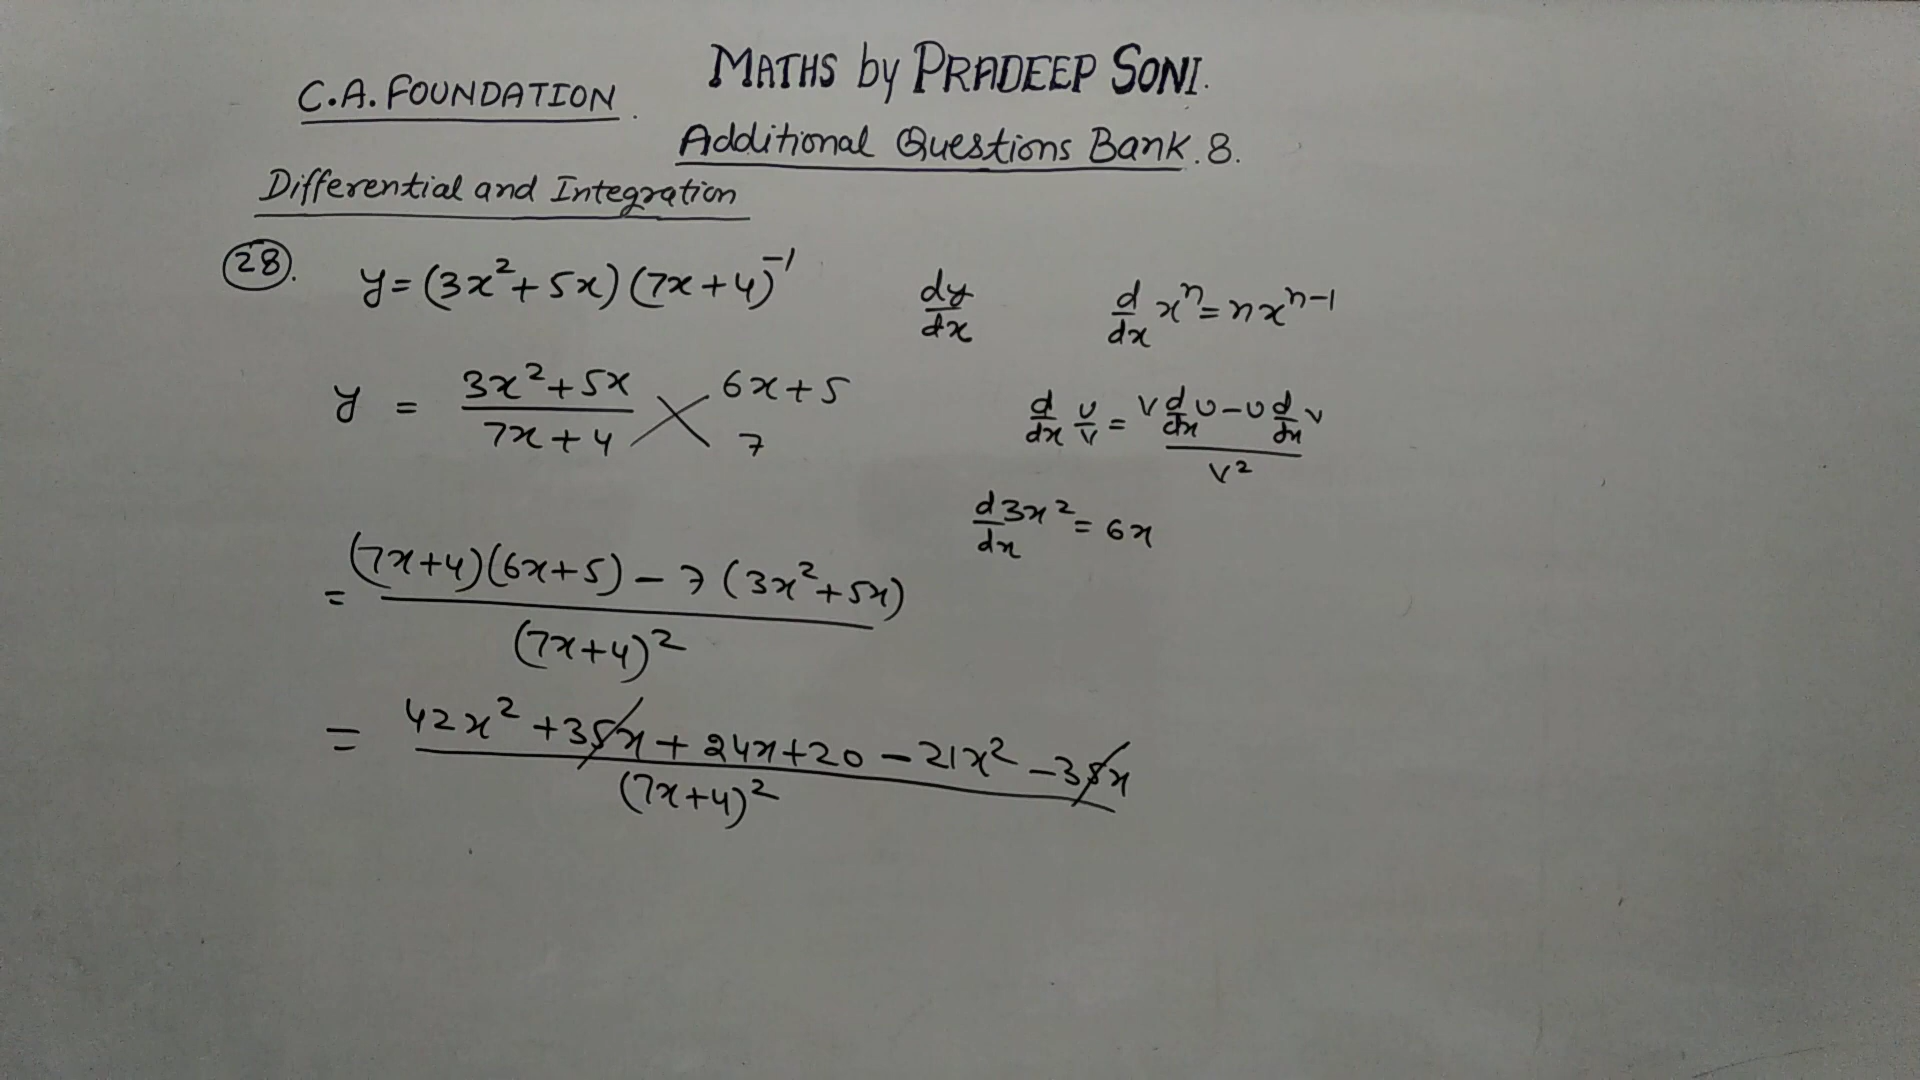 MATHS by PRADEEP SONI.
C.A. FOUNDATION.
Additional Questions Bank.8.
Differential and Integration
(28). y=(3x²+5x)(7x+4)⁻¹ dy/dx d/dx xⁿ=nxⁿ⁻¹
y = (3x²+5x)/(7x+4) 6x+5 7 d/dx u/v = (v d/dx u - u d/dx v)/v²
d3x²/dx = 6x
= ((7x+4)(6x+5) - 7(3x²+5x))/(7x+4)²
= (42x² + 35x + 24x + 20 - 21x² - 35x)/(7x+4)²